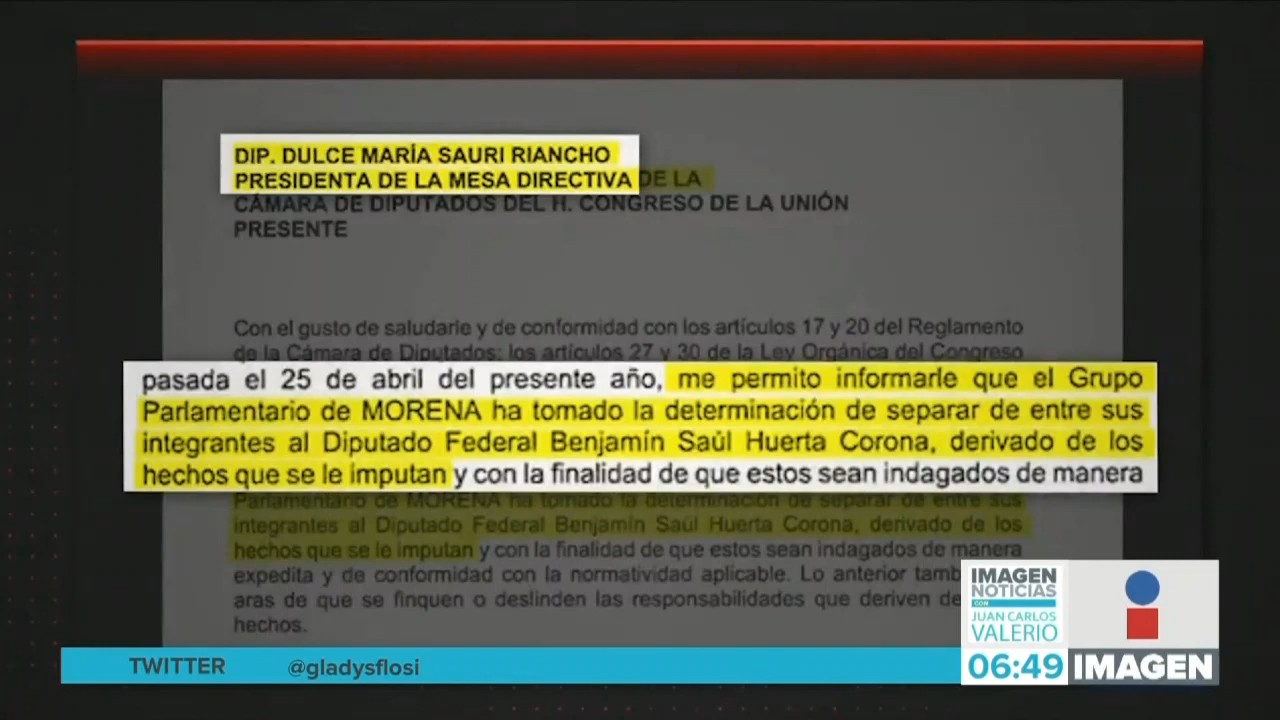 DIP. DULCE MARÍA SAURI RIANCHO
PRESIDENTA DE LA MESA DIRECTIVA DE LA
CÁMARA DE DIPUTADOS DEL H. CONGRESO DE LA UNIÓN
PRESENTE
Con el gusto de saludarle y de conformidad con los artículos 17 y 20 del Reglamento
de la Cámara de Diputados; los artículos 27 y 30 de la Ley Orgánica del Congreso
pasada el 25 de abril del presente año, me permito informarle que el Grupo
Parlamentario de MORENA ha tomado la determinación de separar de entre sus
integrantes al Diputado Federal Benjamín Saúl Huerta Corona, derivado de los
hechos que se le imputan y con la finalidad de que estos sean indagados de manera
Parlamentario de MORENA ha tomado la determinación de separar de entre sus
integrantes al Diputado Federal Benjamín Saúl Huerta Corona, derivado de los
hechos que se le imputan y con la finalidad de que estos sean indagados de manera
expedita y de conformidad con la normatividad aplicable. Lo anterior
aras de que se finquen o deslinden las responsabilidades que deriven
hechos.
IMAGEN
NOTICIAS
CON
JUAN CARLOS
VALERIO
TWITTER @gladysflosi
06:49 IMAGEN